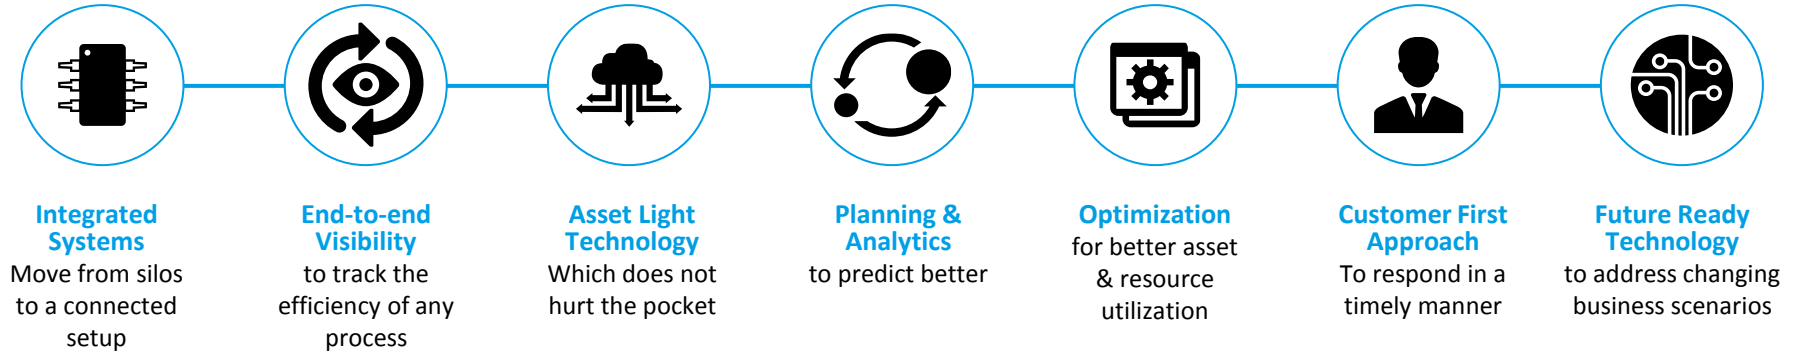 Integrated
Systems
Move from silos
to a connected
setup
End-to-end
Visibility
to track the
efficiency of any
process
Asset Light
Technology
Which does not
hurt the pocket
Planning &
Analytics
to predict better
Optimization
for better asset
& resource
utilization
Customer First
Approach
To respond in a
timely manner
Future Ready
Technology
to address changing
business scenarios